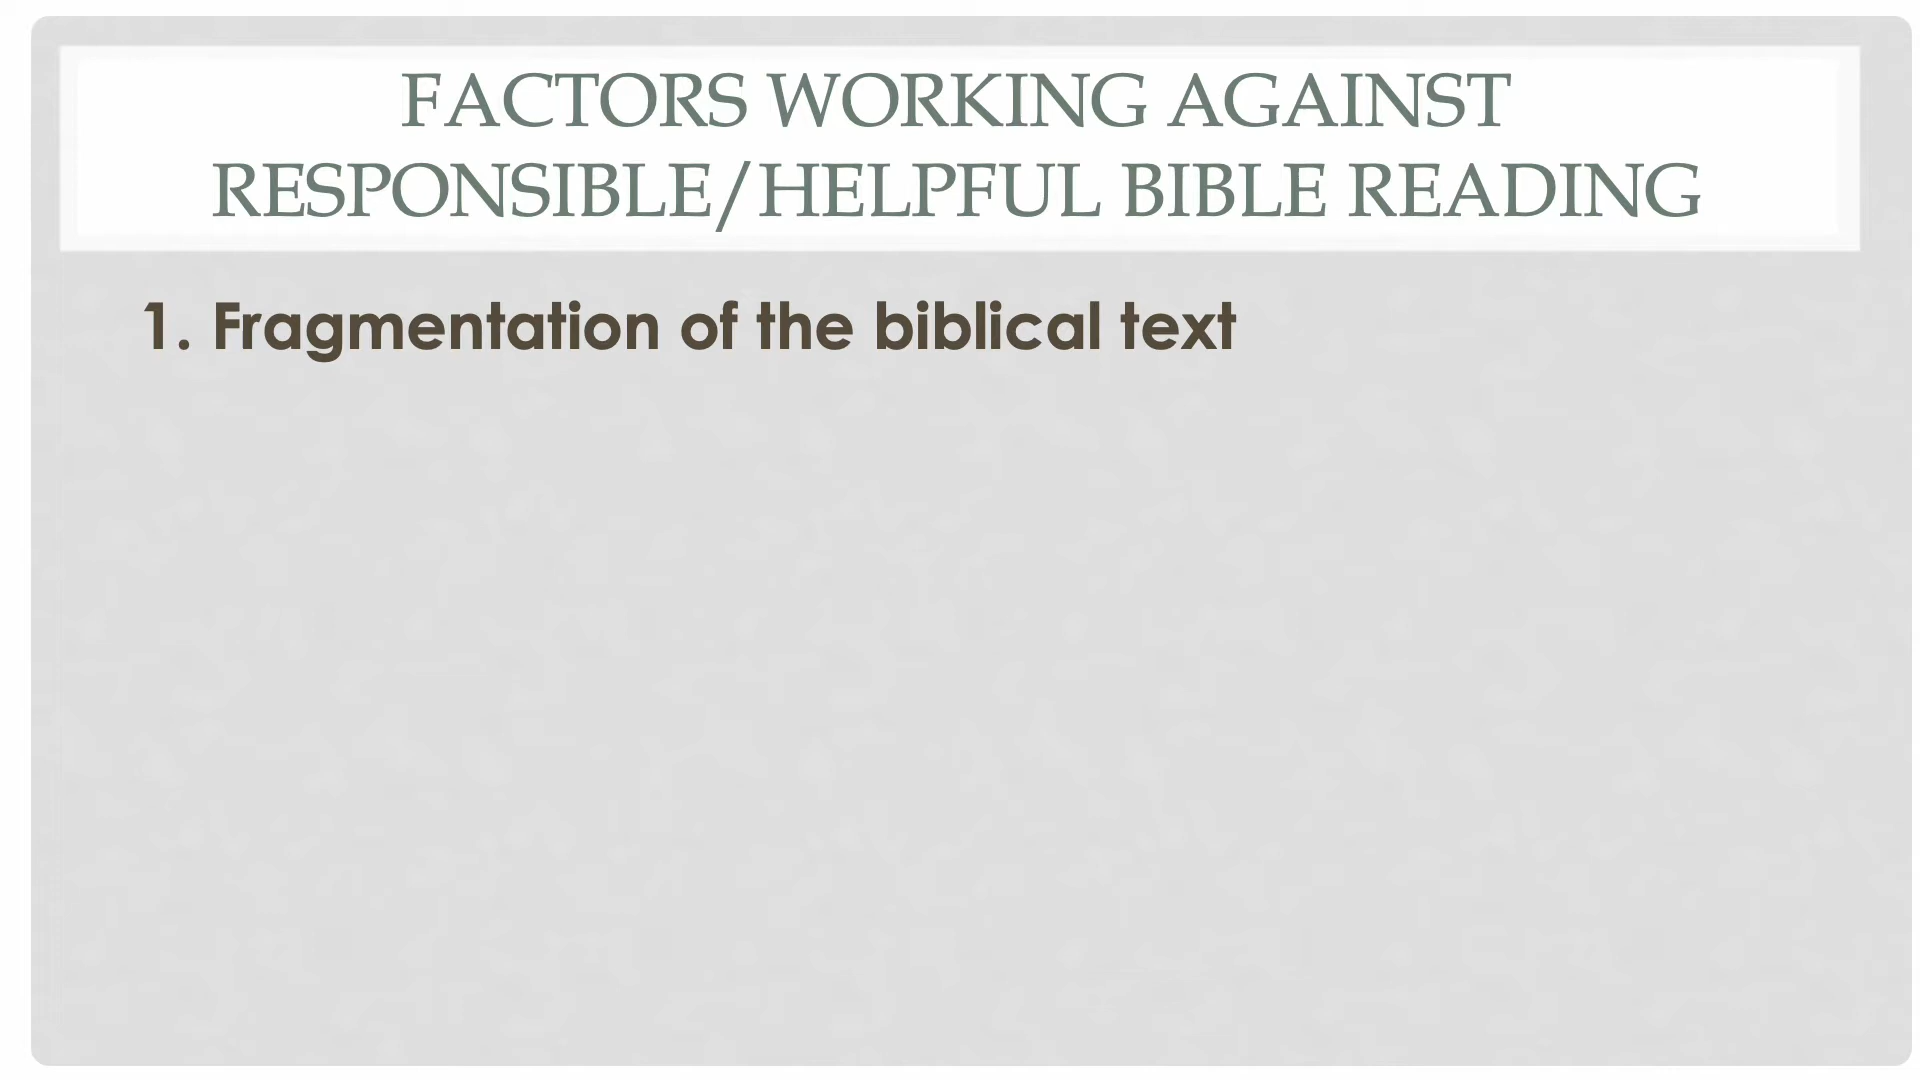 FACTORS WORKING AGAINST
RESPONSIBLE/HELPFUL BIBLE READING
1. Fragmentation of the biblical text